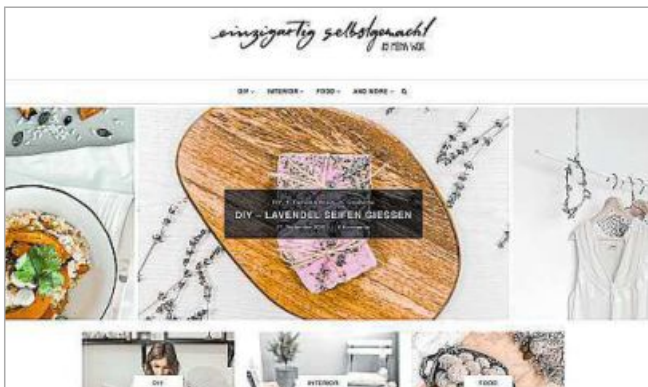 einzigartig selbstgemacht
DIY INTERIOR FOOD AND MORE
DIY – LAVENDEL SEIFEN GIESSEN
DIY
INTERIOR
FOOD